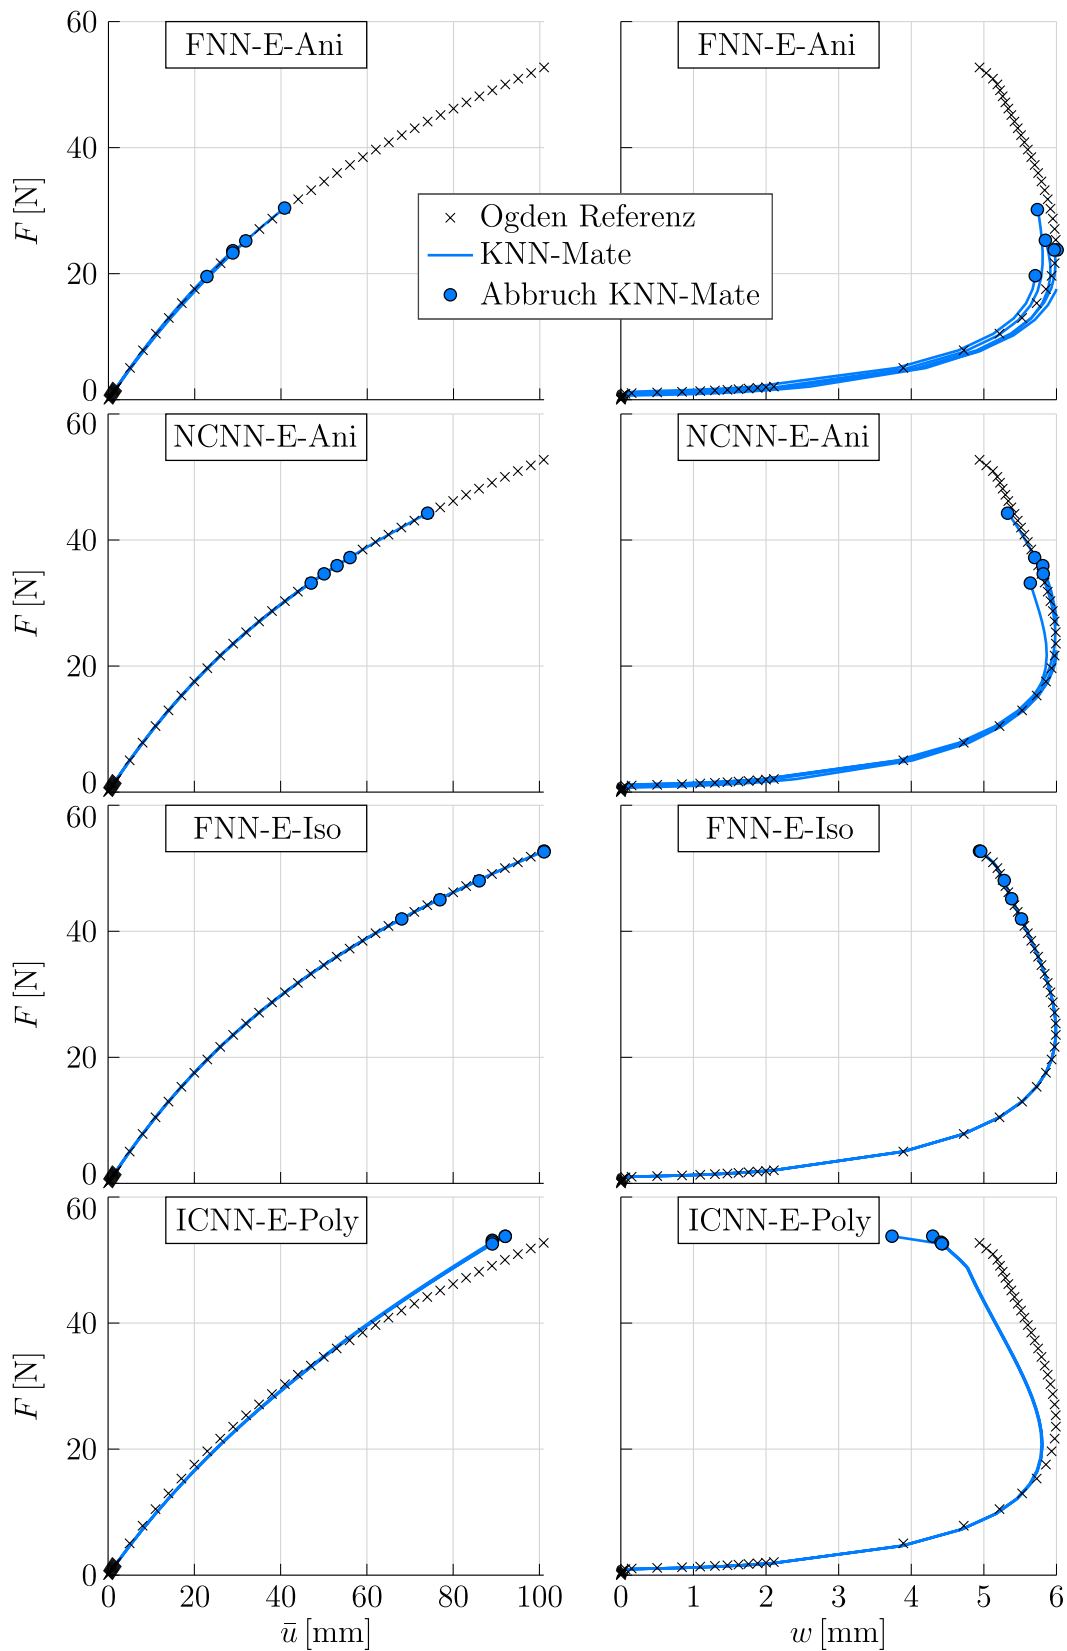 60
FNN-E-Ani
FNN-E-Ani
40
F [N]
Ogden Referenz
KNN-Mate
Abbruch KNN-Mate
20
0
60
NCNN-E-Ani
NCNN-E-Ani
40
F [N]
20
0
60
FNN-E-Iso
FNN-E-Iso
40
F [N]
20
0
60
ICNN-E-Poly
ICNN-E-Poly
40
F [N]
20
0
0 20 40 60 80 100
0 1 2 3 4 5 6
ū [mm]
w [mm]